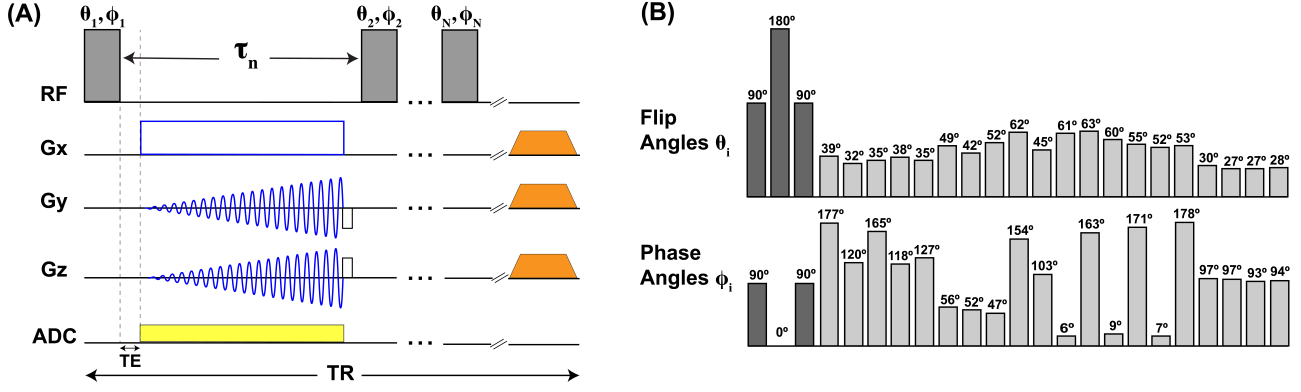 (A)
θ1,ϕ1
θ2,ϕ2
θN,ϕN
τn
RF
...
Gx
Gy
...
Gz
...
ADC
...
TE
TR
(B)
Flip
Angles θi
90º 180º 90º 39º 32º 35º 38º 35º 49º 42º 52º 62º 45º 61º 63º 60º 55º 52º 53º 30º 27º 27º 28º
Phase
Angles ϕi
90º 0º 90º 177º 120º 165º 118º 127º 56º 52º 47º 154º 103º 6º 163º 9º 171º 7º 178º 97º 97º 93º 94º